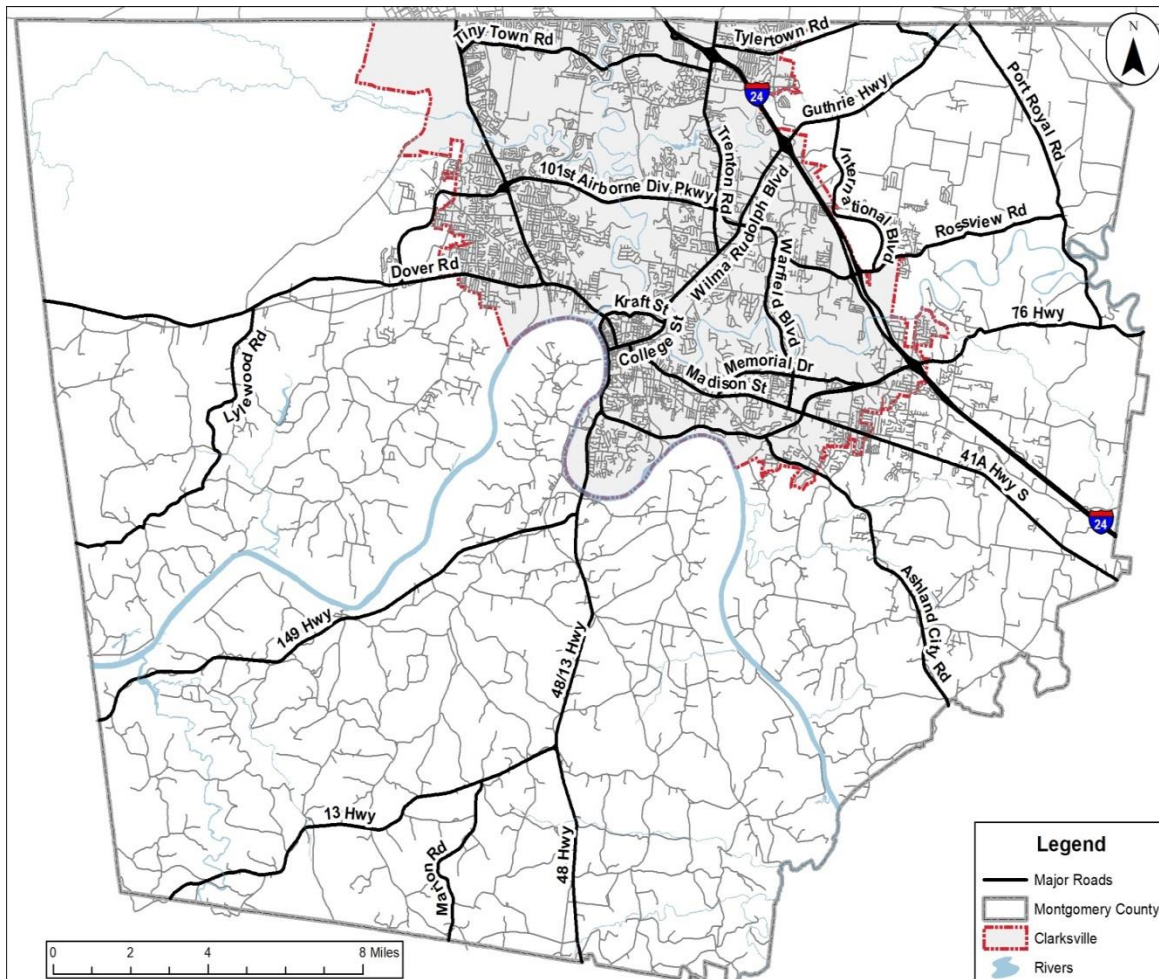 Tiny Town Rd
Tylertown Rd
N
24
Guthrie Hwy
Port Royal Rd
Trenton Rd
International Blvd
101st Airborne Div Pkwy
Wilma Rudolph Blvd
Rossview Rd
Warfield Blvd
Dover Rd
Kraft St
76 Hwy
College St
Lylewood Rd
Memorial Dr
Madison St
41A Hwy S
24
Ashland City Rd
149 Hwy
48/13 Hwy
13 Hwy
Marion Rd
48 Hwy
Legend
Major Roads
Montgomery County
Clarksville
Rivers
0 2 4 8 Miles